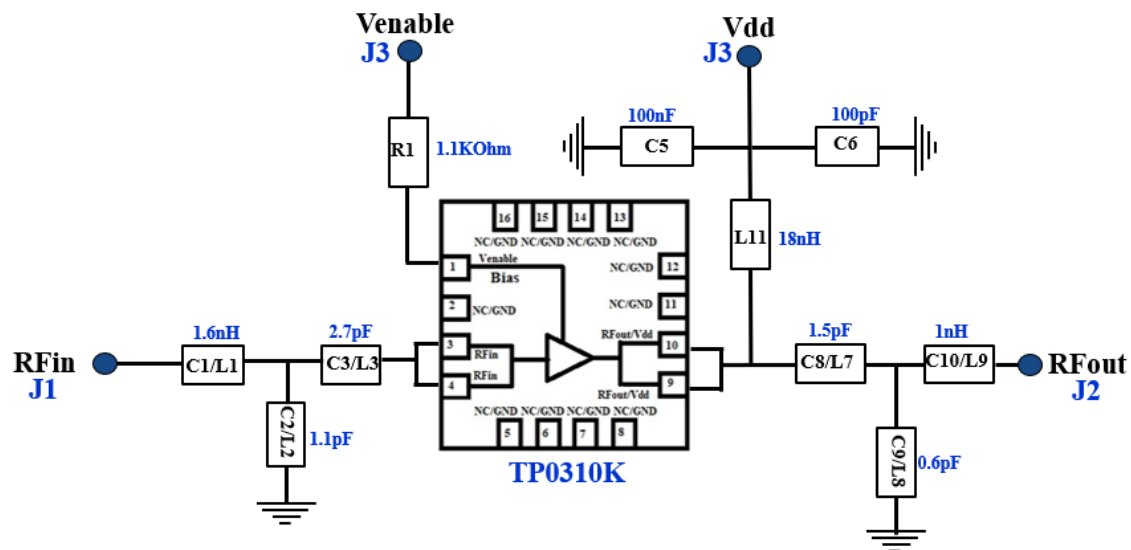 Venable
J3
Vdd
J3
100nF
100pF
C5
C6
R1
1.1KOhm
L11
18nH
16 15 14 13
NC/GND NC/GND NC/GND NC/GND
1
Venable
Bias
NC/GND 12
2
NC/GND
NC/GND 11
RFin
J1
1.6nH
C1/L1
2.7pF
C3/L3
C2/L2
1.1pF
3
RFin
4
RFin
RFout/Vdd
10
9
RFout/Vdd
NC/GND NC/GND NC/GND NC/GND
5 6 7 8
TP0310K
1.5pF
C8/L7
1nH
C10/L9
RFout
J2
C9/L8
0.6pF